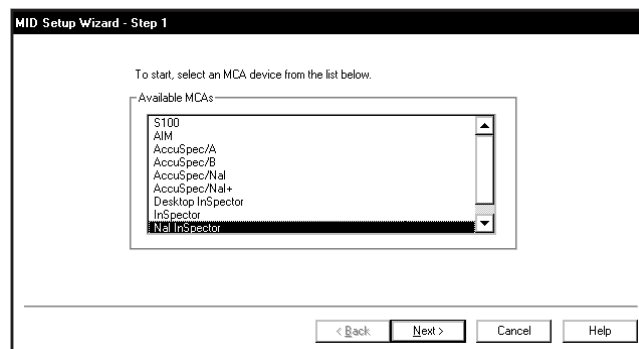 MID Setup Wizard - Step 1
To start, select an MCA device from the list below.
Available MCAs
S100
AIM
AccuSpec/A
AccuSpec/B
AccuSpec/NaI
AccuSpec/NaI+
Desktop InSpector
InSpector
NaI InSpector
< Back
Next >
Cancel
Help